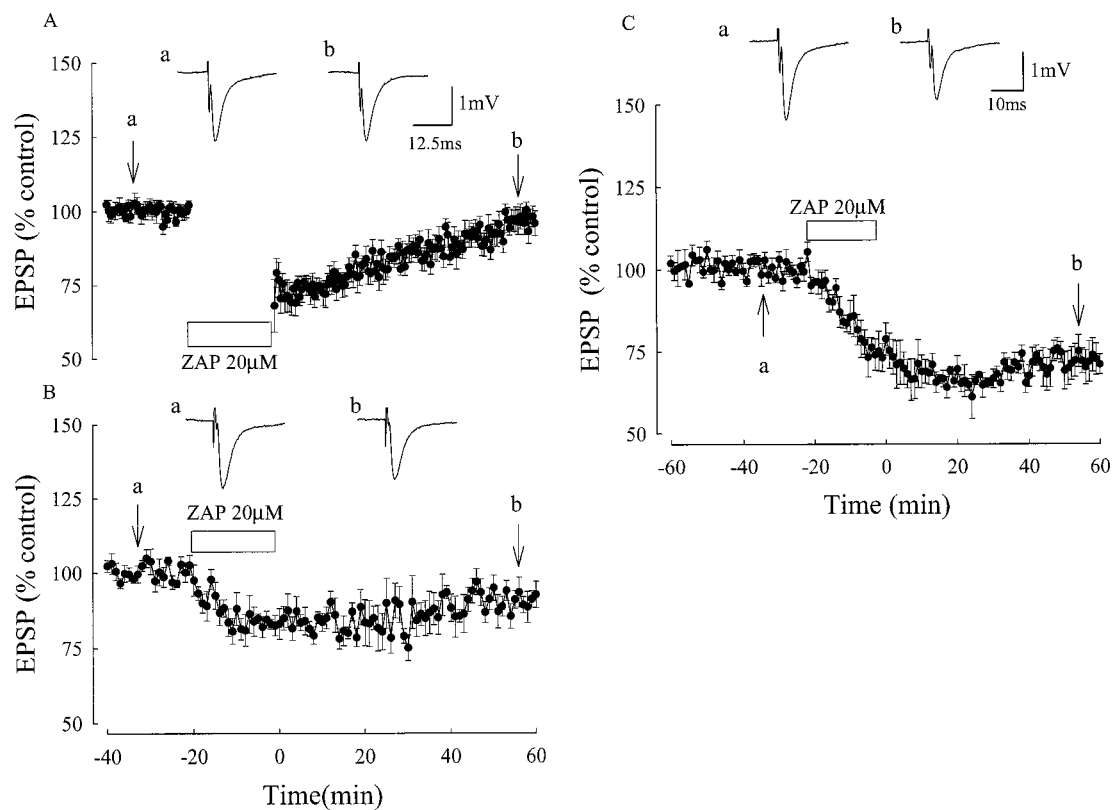 A
a
b
1mV
12.5ms
150
125
100
75
50
EPSP (% control)
a
b
ZAP 20μM
B
a
b
150
125
100
75
50
EPSP (% control)
a
ZAP 20μM
b
-40
-20
0
20
40
60
Time(min)
C
a
b
1mV
10ms
150
125
100
75
50
EPSP (% control)
ZAP 20μM
a
b
-60
-40
-20
0
20
40
60
Time (min)